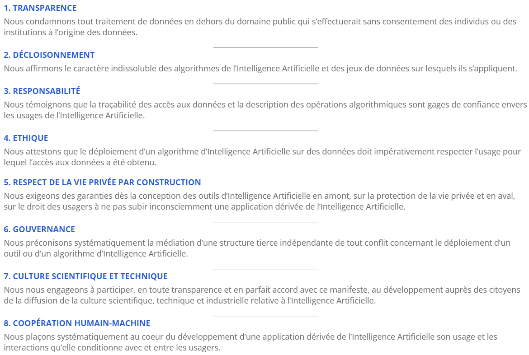 1. TRANSPARENCE
Nous condamnons tout traitement de données en dehors du domaine public qui s’effectuerait sans consentement des individus ou des
institutions à l’origine des données.
2. DÉCLOISONNEMENT
Nous affirmons le caractère indissoluble des algorithmes de l’Intelligence Artificielle et des jeux de données sur lesquels ils s’appliquent.
3. RESPONSABILITÉ
Nous témoignons que la traçabilité des accès aux données et la description des opérations algorithmiques sont gages de confiance envers
les usages de l’Intelligence Artificielle.
4. ETHIQUE
Nous attestons que le déploiement d’un algorithme d’Intelligence Artificielle sur des données doit impérativement respecter l’usage pour
lequel l’accès aux données a été obtenu.
5. RESPECT DE LA VIE PRIVÉE PAR CONSTRUCTION
Nous exigeons des garanties dès la conception des outils d’Intelligence Artificielle en amont, sur la protection de la vie privée et en aval,
sur le droit des usagers à ne pas subir inconsciemment une application dérivée de l’Intelligence Artificielle.
6. GOUVERNANCE
Nous préconisons systématiquement la médiation d’une structure tierce indépendante de tout conflit concernant le déploiement d’un
outil ou d’un algorithme d’Intelligence Artificielle.
7. CULTURE SCIENTIFIQUE ET TECHNIQUE
Nous nous engageons à participer, en toute transparence et en parfait accord avec ce manifeste, au développement auprès des citoyens
de la diffusion de la culture scientifique, technique et industrielle relative à l’Intelligence Artificielle.
8. COOPÉRATION HUMAIN-MACHINE
Nous plaçons systématiquement au coeur du développement d’une application dérivée de l’Intelligence Artificielle son usage et les
interactions qu’elle conditionne avec et entre les usagers.